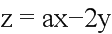 z = ax−2y